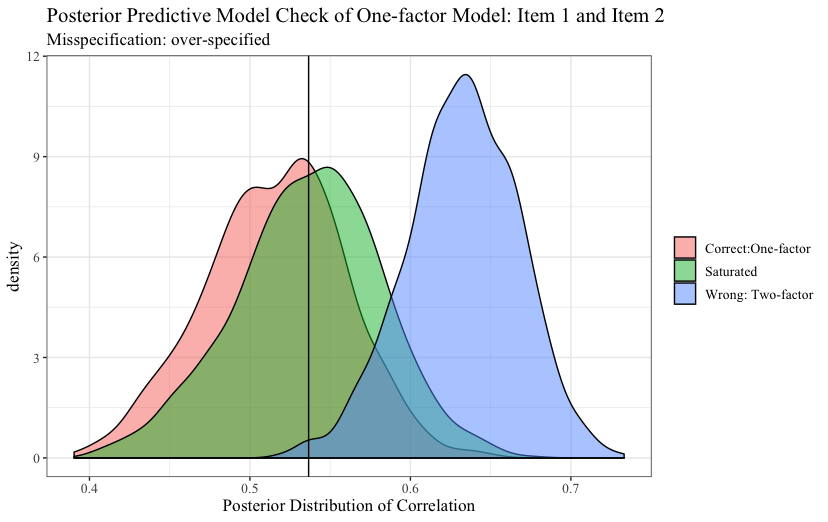 Posterior Predictive Model Check of One-factor Model: Item 1 and Item 2
Misspecification: over-specified
12
9
6
3
0
density
0.4 0.5 0.6 0.7
Posterior Distribution of Correlation
Correct:One-factor
Saturated
Wrong: Two-factor